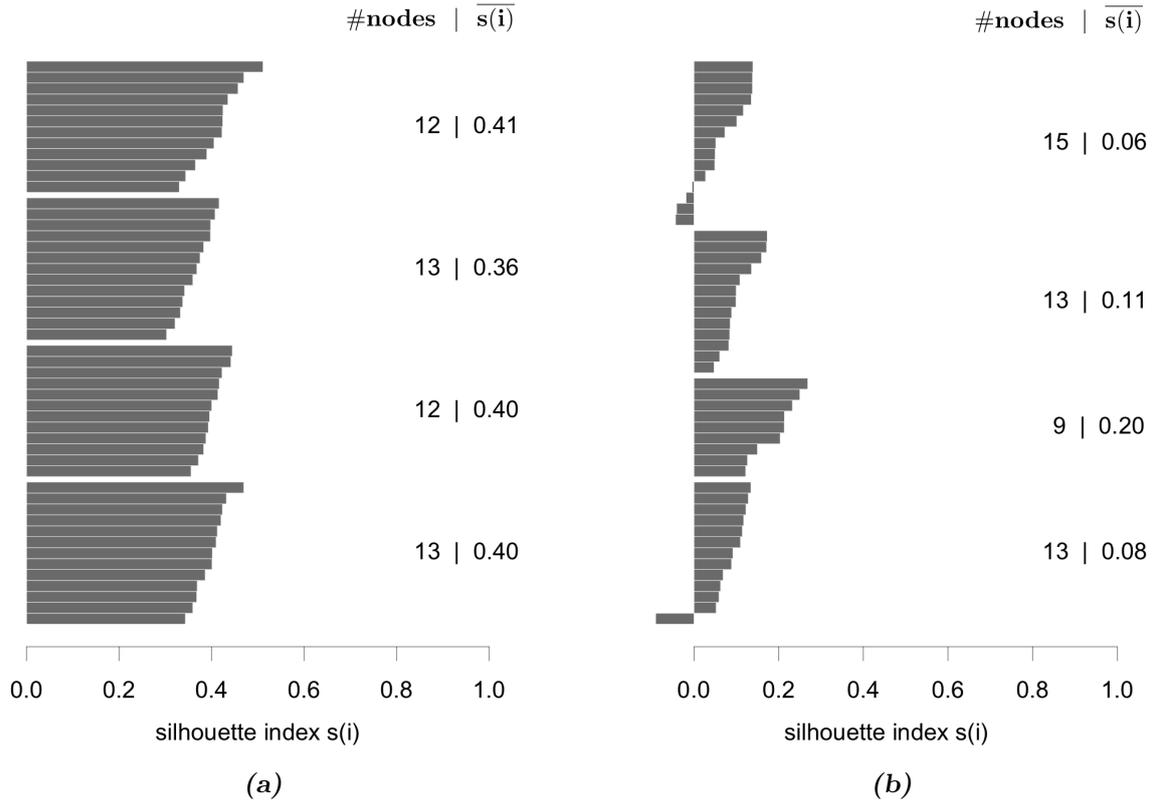 #nodes | s(i)
12 | 0.41
13 | 0.36
12 | 0.40
13 | 0.40
0.0 0.2 0.4 0.6 0.8 1.0
silhouette index s(i)
(a)
#nodes | s(i)
15 | 0.06
13 | 0.11
9 | 0.20
13 | 0.08
0.0 0.2 0.4 0.6 0.8 1.0
silhouette index s(i)
(b)